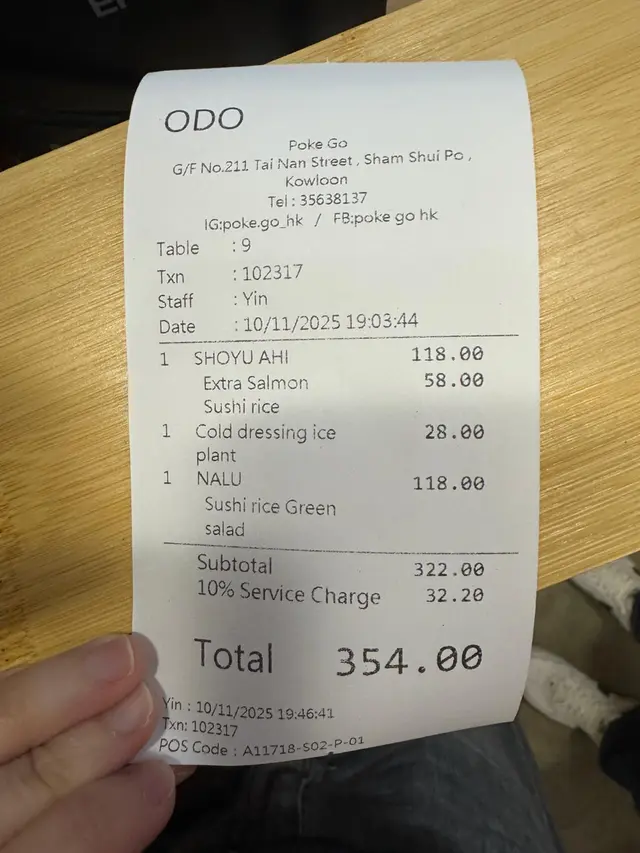 ODO
Poke Go
G/F No.211 Tai Nan Street , Sham Shui Po ,
Kowloon
Tel : 35638137
IG:poke.go_hk / FB:poke go hk
Table : 9
Txn : 102317
Staff : Yin
Date : 10/11/2025 19:03:44
1 SHOYU AHI 118.00
Extra Salmon 58.00
Sushi rice
1 Cold dressing ice 28.00
plant
1 NALU 118.00
Sushi rice Green
salad
Subtotal 322.00
10% Service Charge 32.20
Total 354.00
Yin : 10/11/2025 19:46:41
Txn: 102317
POS Code : A11718-S02-P-01